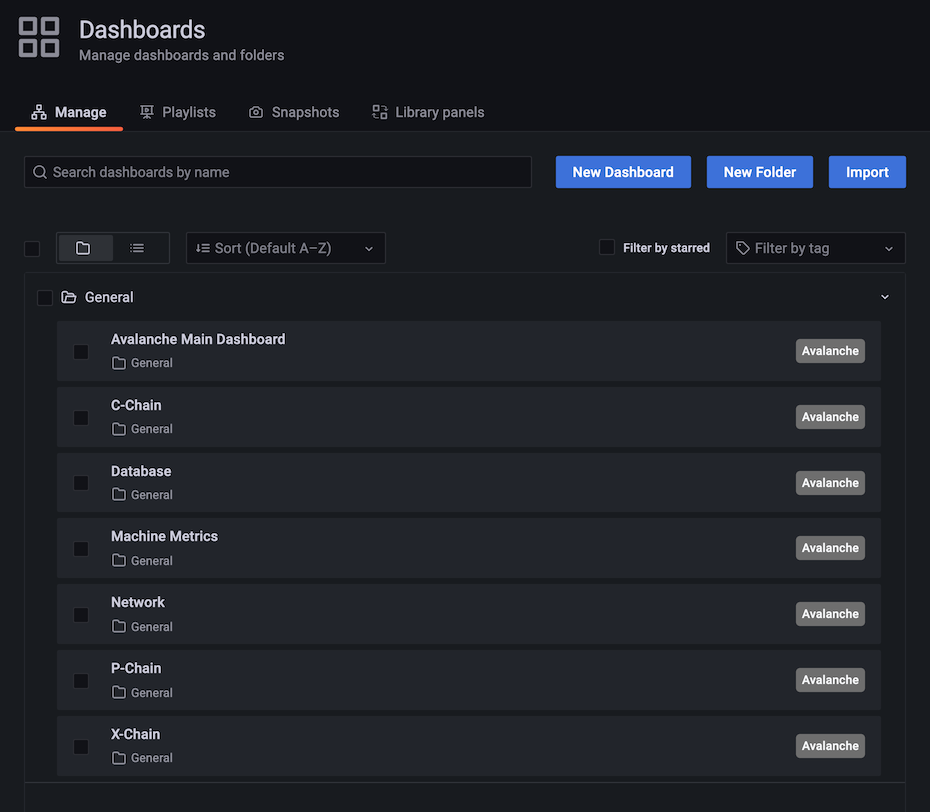 Dashboards
Manage dashboards and folders
Manage Playlists Snapshots Library panels
Search dashboards by name New Dashboard New Folder Import
Sort (Default A–Z) Filter by starred Filter by tag
General
Avalanche Main Dashboard
General
Avalanche
C-Chain
General
Avalanche
Database
General
Avalanche
Machine Metrics
General
Avalanche
Network
General
Avalanche
P-Chain
General
Avalanche
X-Chain
General
Avalanche